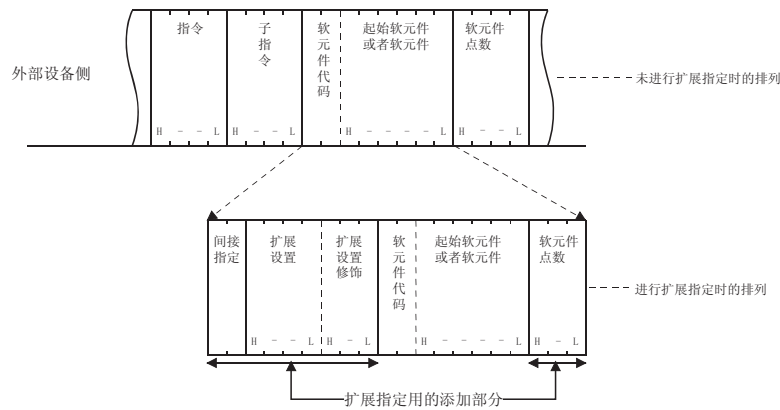 指令
子指令
软元件代码
起始软元件
或者软元件
软元件
点数
外部设备侧
未进行扩展指定时的排列
H － － L H － － L H － － － － L H － － L
间接
指定
扩展
设置
扩展
设置
修饰
软元件代码
起始软元件
或者软元件
软元件
点数
进行扩展指定时的排列
H － － L H － L H － － － － L H － L
扩展指定用的添加部分